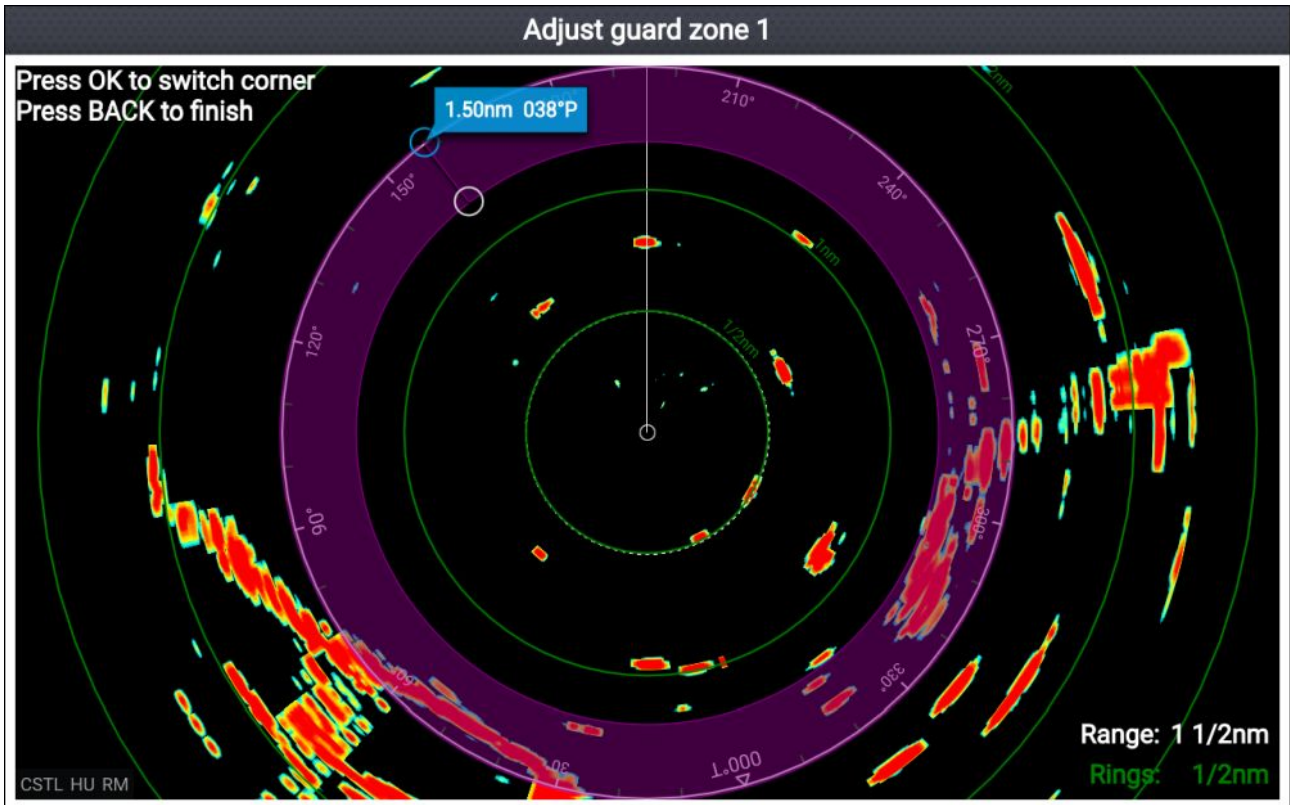 Adjust guard zone 1
Press OK to switch corner
Press BACK to finish
1.50nm 038°P
210°
240°
150°
1nm
1/2nm
120°
270°
90°
300°
60°
330°
30°
000°T
Range: 1 1/2nm
Rings: 1/2nm
CSTL HU RM